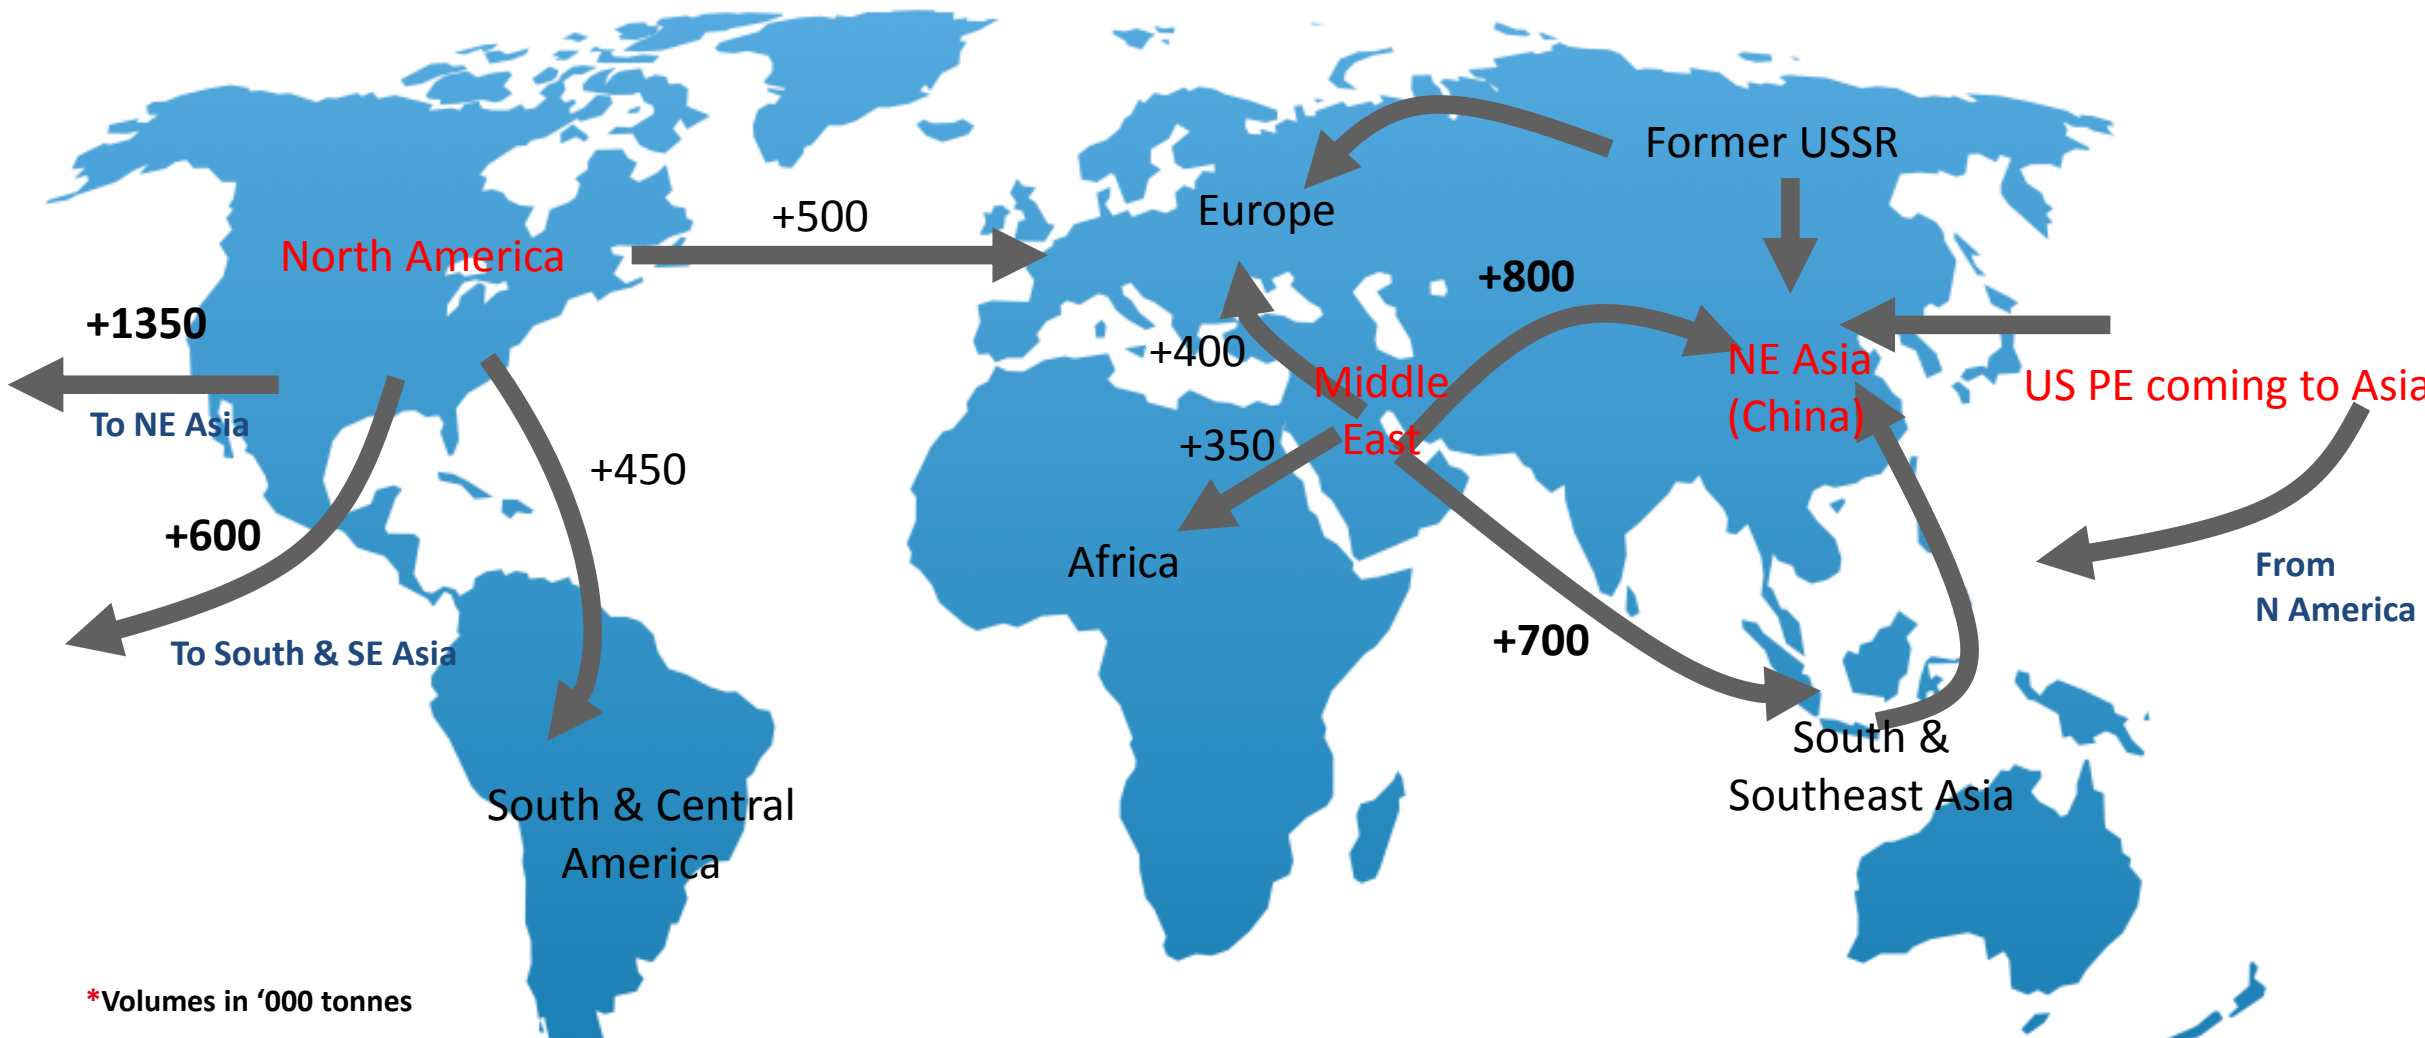 Former USSR
Europe
+500
North America
+800
+1350
+400
NE Asia
(China)
Middle
East
US PE coming to Asia
To NE Asia
+350
+450
+600
Africa
From
N America
+700
To South & SE Asia
South &
Southeast Asia
South & Central
America
*Volumes in ‘000 tonnes